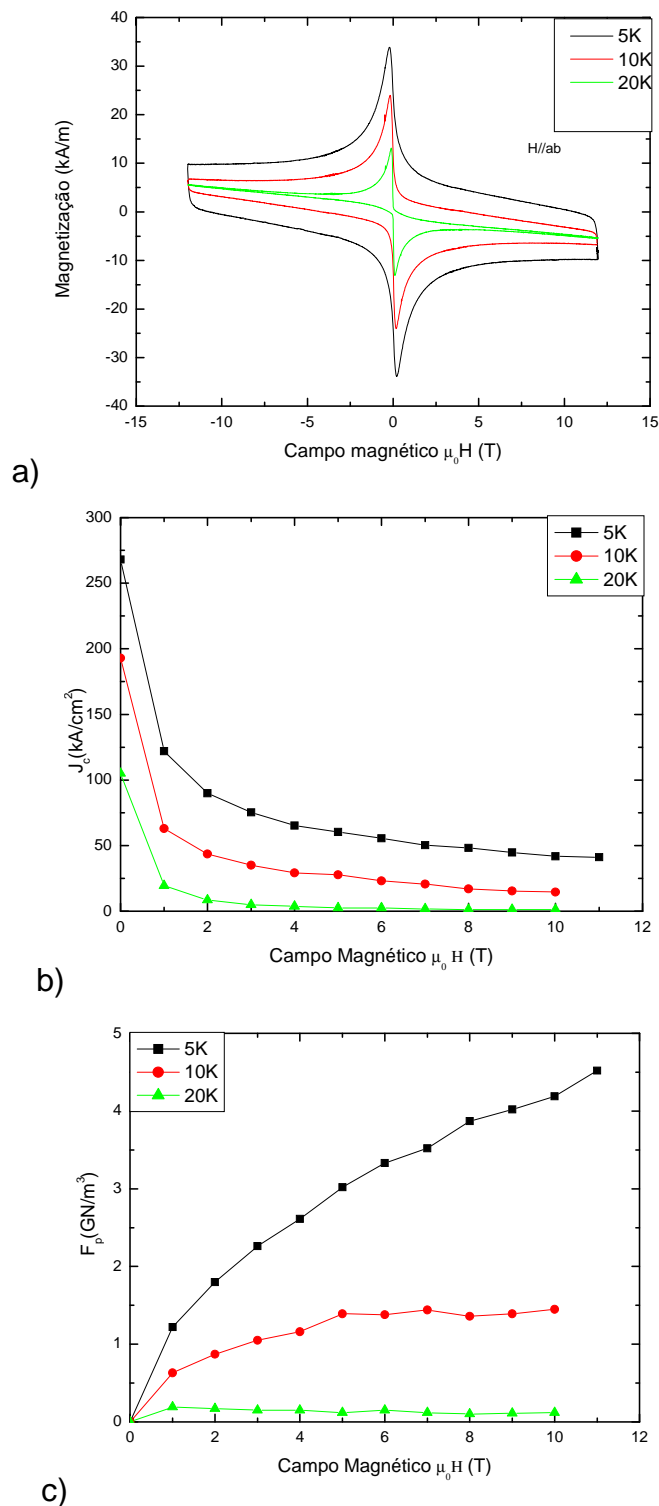 40
30
20
10
0
-10
-20
-30
-40
Magnetização (kA/m)
5K
10K
20K
H//ab
-15 -10 -5 0 5 10 15
Campo magnético μ₀H (T)
a)
300
250
200
150
100
50
0
J_c(kA/cm²)
5K
10K
20K
0 2 4 6 8 10 12
Campo Magnético μ₀ H (T)
b)
5
4
3
2
1
0
F_p(GN/m³)
5K
10K
20K
0 2 4 6 8 10 12
Campo Magnético μ₀H (T)
c)